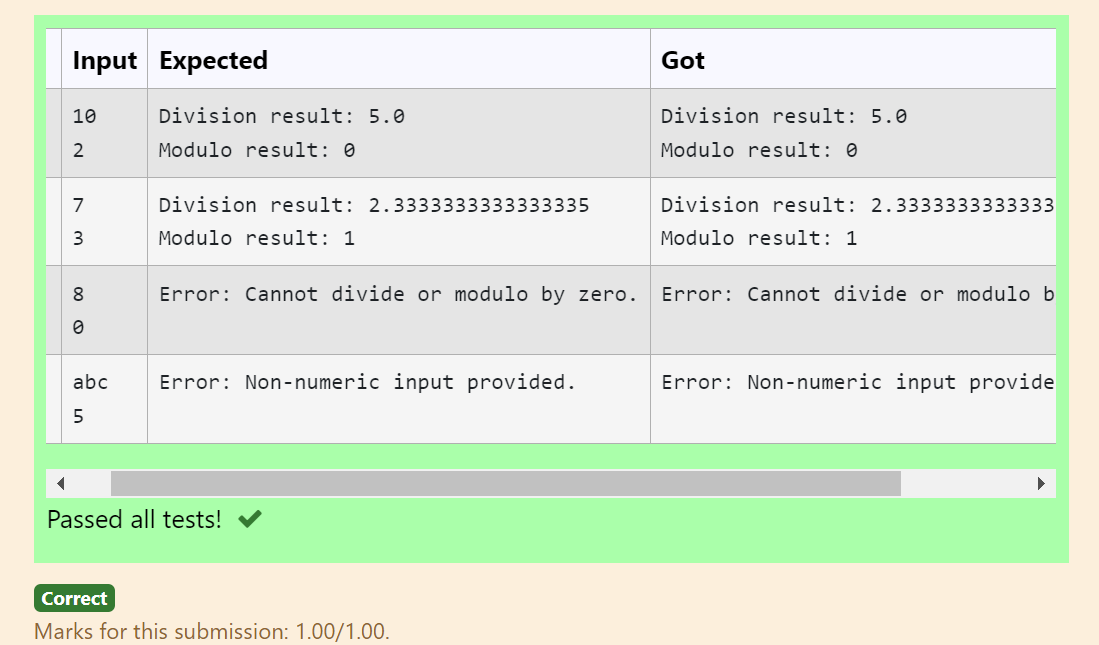 Input Expected Got
10 Division result: 5.0 Division result: 5.0
2 Modulo result: 0 Modulo result: 0
7 Division result: 2.3333333333333335 Division result: 2.3333333333333
3 Modulo result: 1 Modulo result: 1
8 Error: Cannot divide or modulo by zero. Error: Cannot divide or modulo b
0
abc Error: Non-numeric input provided. Error: Non-numeric input provide
5
Passed all tests!
Correct
Marks for this submission: 1.00/1.00.